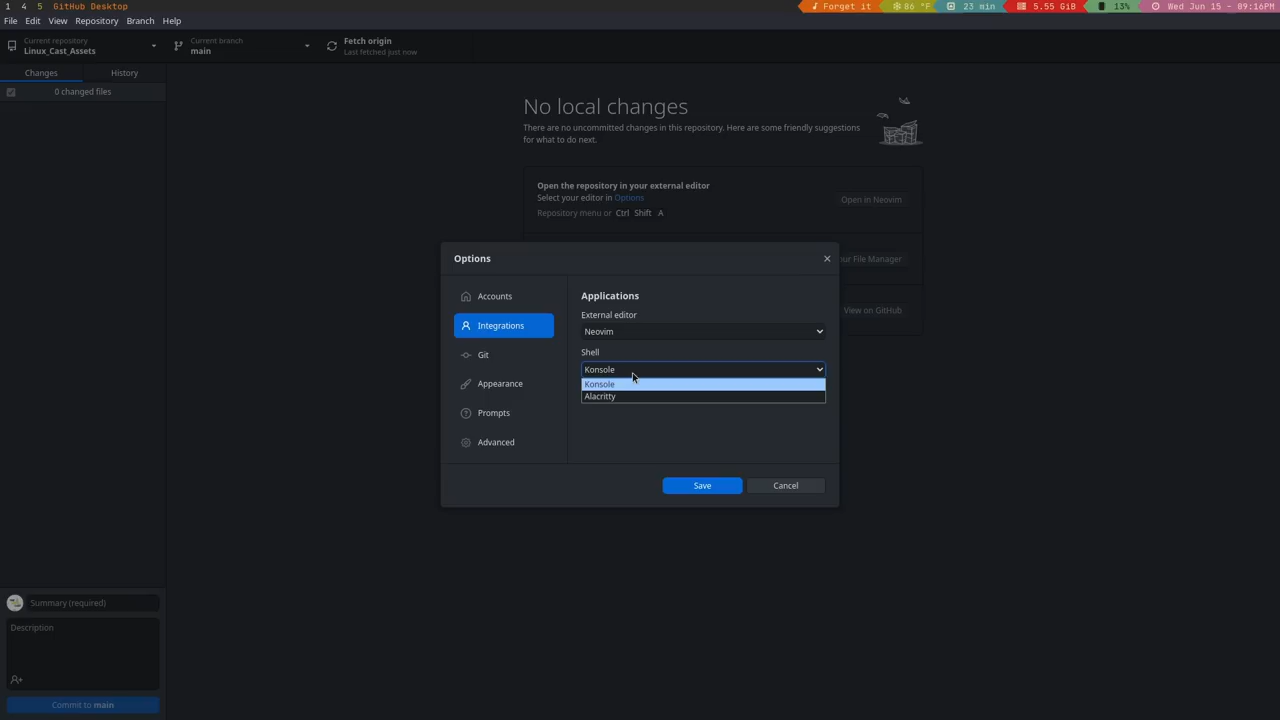 1 4 5 GitHub Desktop
Forget it 86 °F 23 min 5.55 GiB 13% Wed Jun 15 - 09:16PM
File Edit View Repository Branch Help
Current repository
Linux_Cast_Assets
Current branch
main
Fetch origin
Last fetched just now
Changes History
0 changed files
No local changes
There are no uncommitted changes in this repository. Here are some friendly suggestions
for what to do next.
Open the repository in your external editor
Select your editor in Options
Repository menu or Ctrl Shift A
Open in Neovim
our File Manager
View on GitHub
Options
Accounts
Integrations
Git
Appearance
Prompts
Advanced
Applications
External editor
Neovim
Shell
Konsole
Konsole
Alacritty
Save
Cancel
Summary (required)
Description
Commit to main